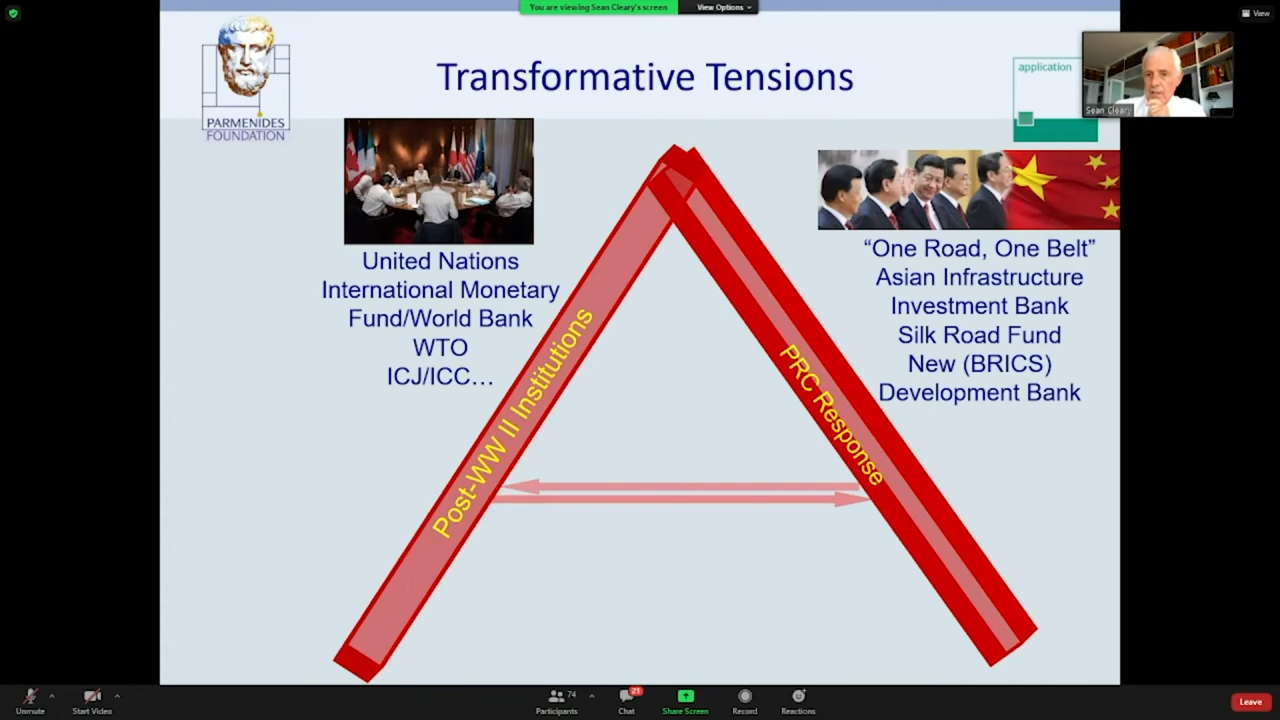 You are viewing Sean Cleary's screen
View Options
View
PARMENIDES
FOUNDATION
Transformative Tensions
application
Sean Cleary
United Nations
International Monetary
Fund/World Bank
WTO
ICJ/ICC…
Post-WW II Institutions
PRC Response
“One Road, One Belt”
Asian Infrastructure
Investment Bank
Silk Road Fund
New (BRICS)
Development Bank
Unmute
Start Video
74
Participants
21
Chat
Share Screen
Record
Reactions
Leave